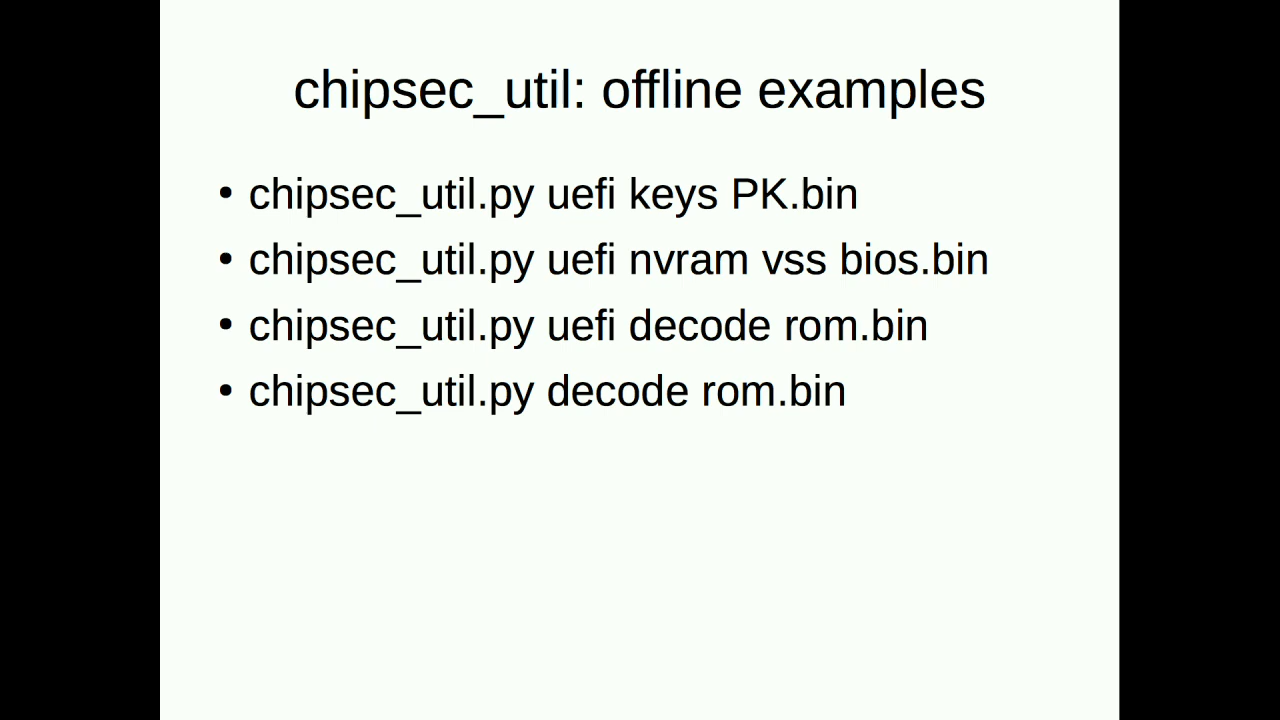 chipsec_util: offline examples
• chipsec_util.py uefi keys PK.bin
• chipsec_util.py uefi nvram vss bios.bin
• chipsec_util.py uefi decode rom.bin
• chipsec_util.py decode rom.bin